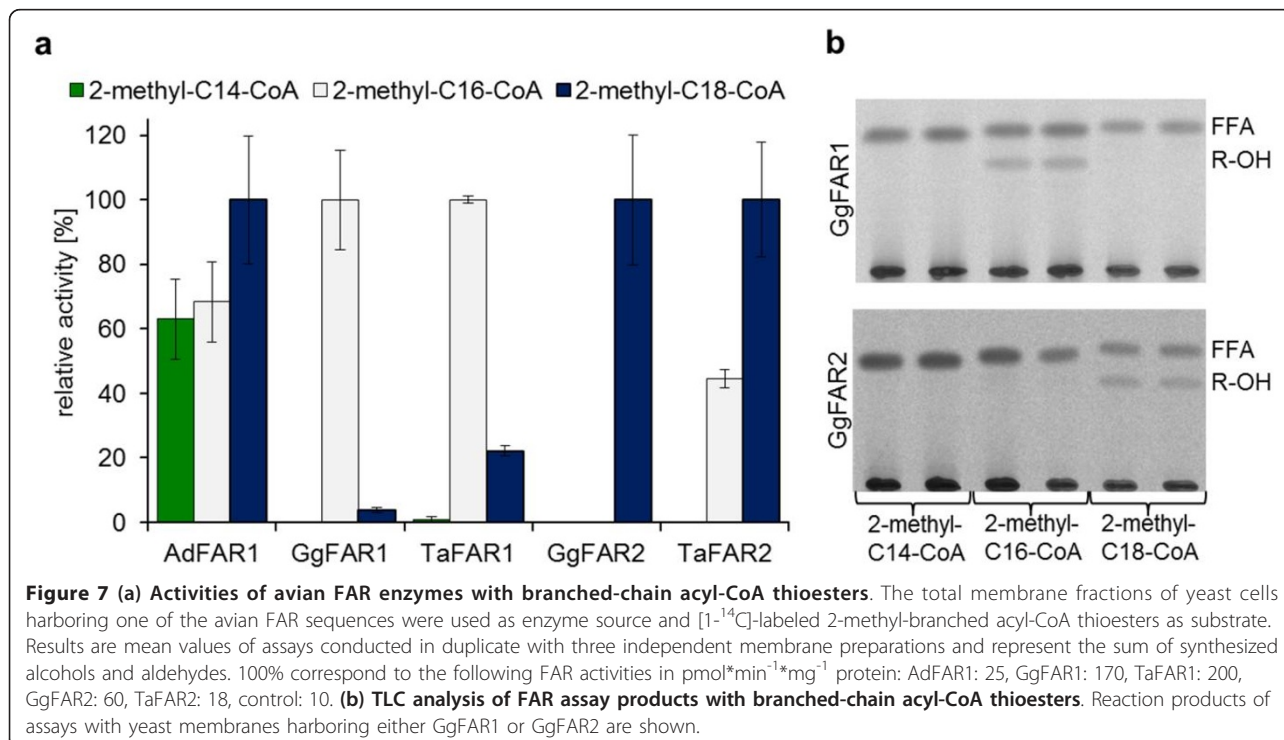 a
2-methyl-C14-CoA 2-methyl-C16-CoA 2-methyl-C18-CoA
relative activity [%]
120
100
80
60
40
20
0
AdFAR1 GgFAR1 TaFAR1 GgFAR2 TaFAR2
b
GgFAR1
FFA
R-OH
GgFAR2
FFA
R-OH
2-methyl- 2-methyl- 2-methyl-
C14-CoA C16-CoA C18-CoA
Figure 7 (a) Activities of avian FAR enzymes with branched-chain acyl-CoA thioesters. The total membrane fractions of yeast cells
harboring one of the avian FAR sequences were used as enzyme source and [1-¹⁴C]-labeled 2-methyl-branched acyl-CoA thioesters as substrate.
Results are mean values of assays conducted in duplicate with three independent membrane preparations and represent the sum of synthesized
alcohols and aldehydes. 100% correspond to the following FAR activities in pmol*min⁻¹*mg⁻¹ protein: AdFAR1: 25, GgFAR1: 170, TaFAR1: 200,
GgFAR2: 60, TaFAR2: 18, control: 10. (b) TLC analysis of FAR assay products with branched-chain acyl-CoA thioesters. Reaction products of
assays with yeast membranes harboring either GgFAR1 or GgFAR2 are shown.